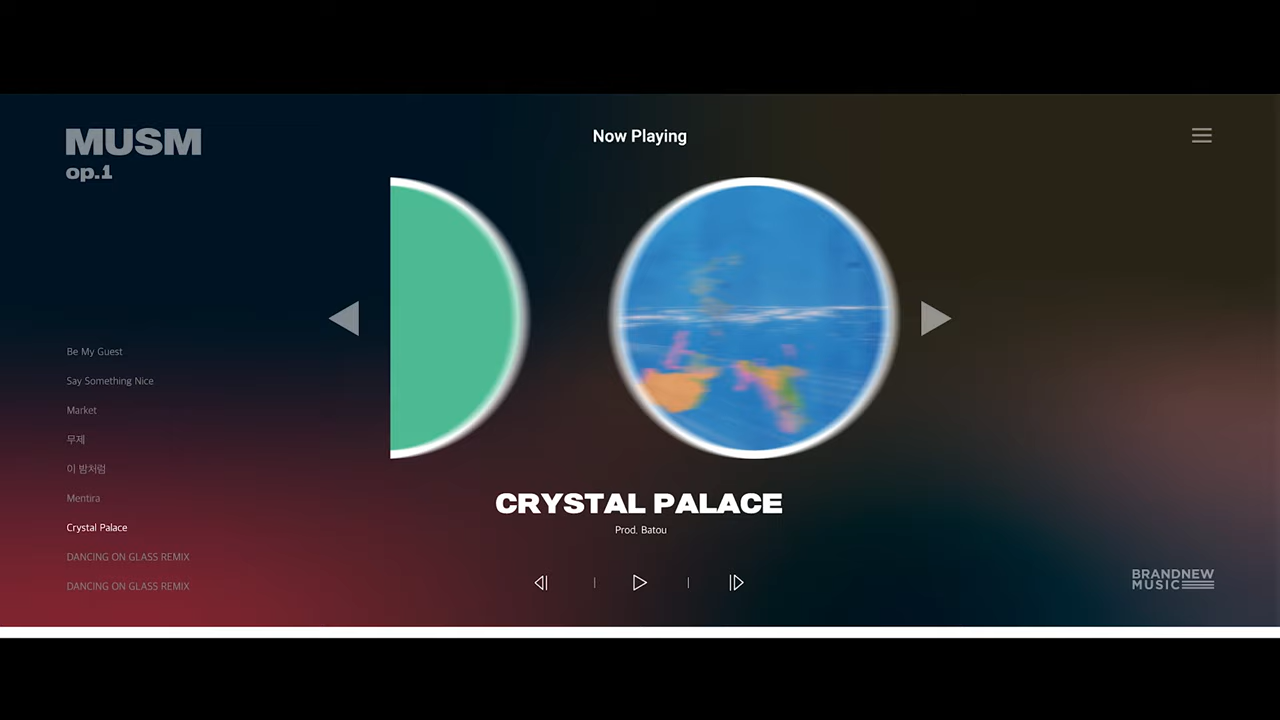 MUSM
op.1
Now Playing
Be My Guest
Say Something Nice
Market
무제
이 밤처럼
Mentira
Crystal Palace
DANCING ON GLASS REMIX
DANCING ON GLASS REMIX
CRYSTAL PALACE
Prod. Batou
BRANDNEW
MUSIC